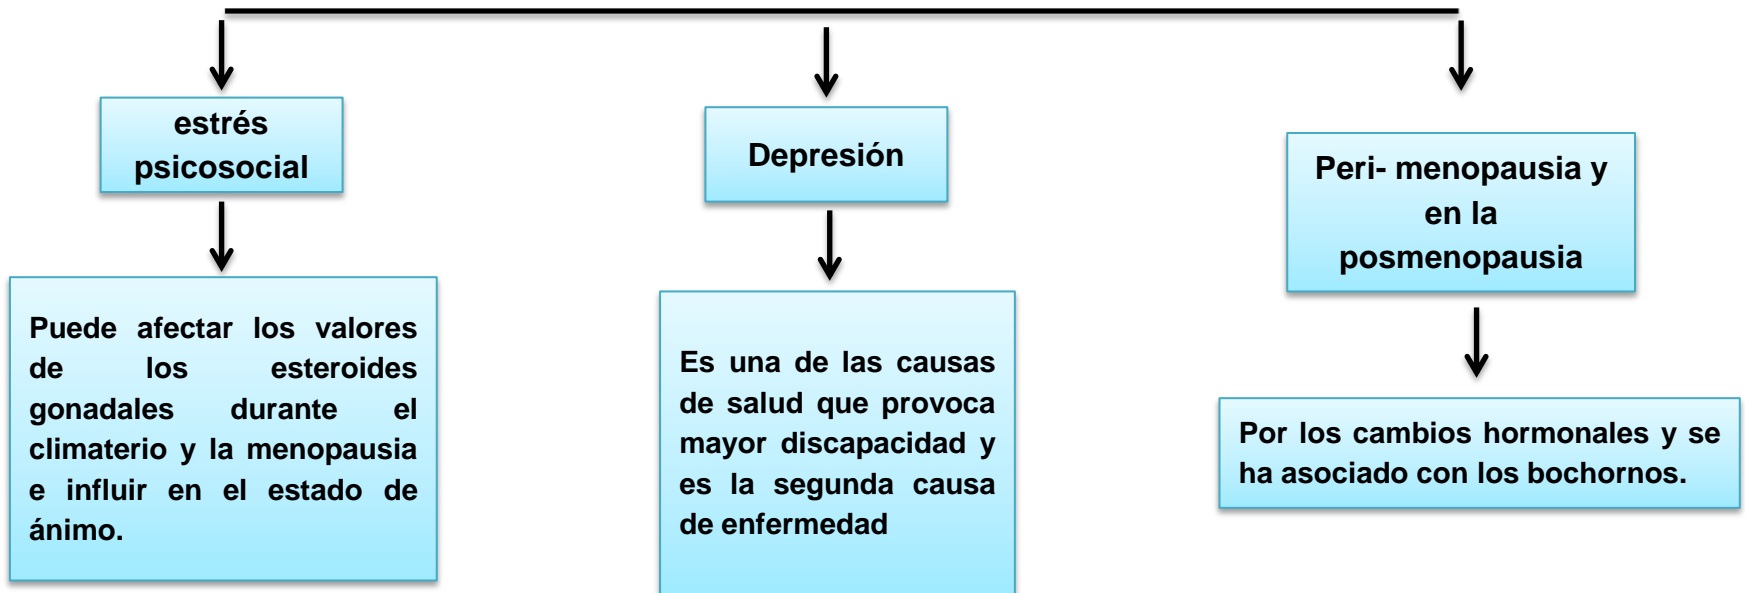 estrés
psicosocial
Depresión
Peri- menopausia y
en la
posmenopausia
Puede afectar los valores
de los esteroides
gonadales durante el
climaterio y la menopausia
e influir en el estado de
ánimo.
Es una de las causas
de salud que provoca
mayor discapacidad y
es la segunda causa
de enfermedad
Por los cambios hormonales y se
ha asociado con los bochornos.